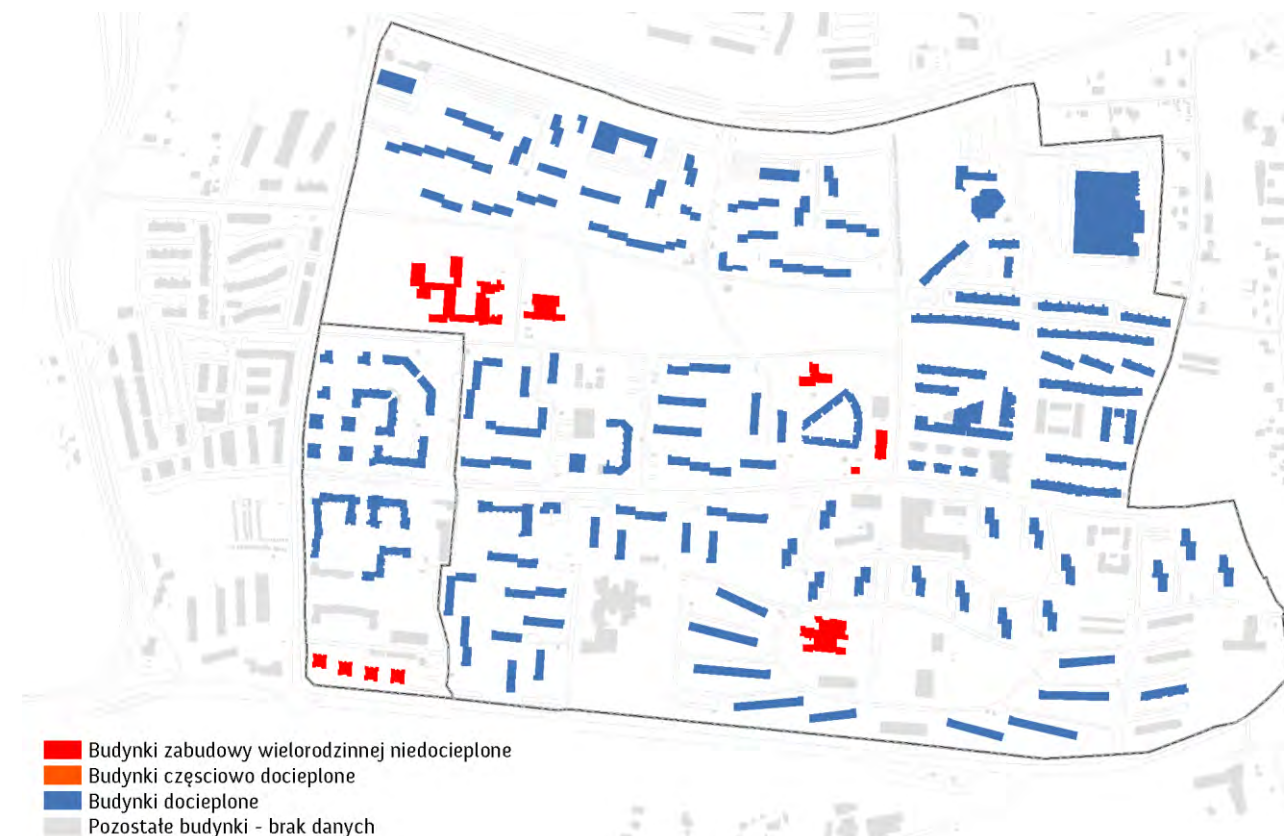 Budynki zabudowy wielorodzinnej niedocieplone
Budynki częsciowo docieplone
Budynki docieplone
Pozostałe budynki - brak danych